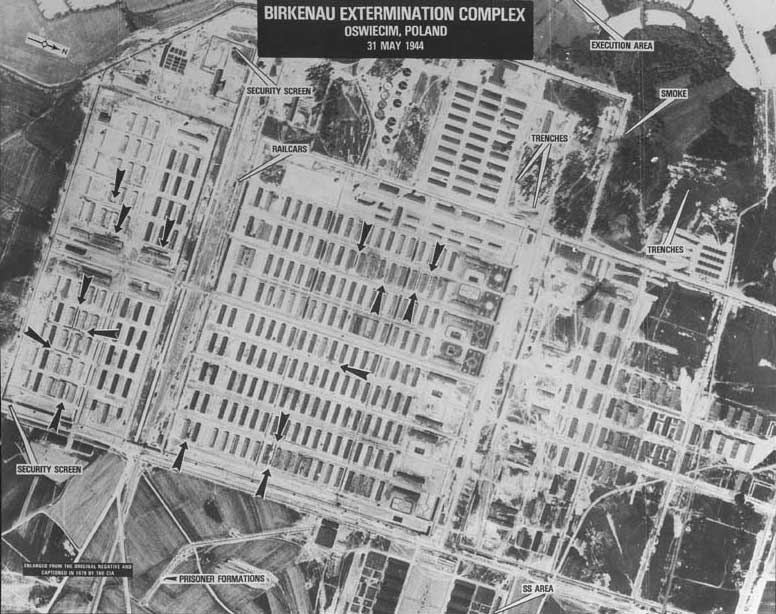 BIRKENAU EXTERMINATION COMPLEX
OSWIECIM, POLAND
31 MAY 1944
N
EXECUTION AREA
SECURITY SCREEN
SMOKE
RAILCARS
TRENCHES
TRENCHES
SECURITY SCREEN
ENLARGED FROM THE ORIGINAL NEGATIVE AND
CAPTIONED IN 1978 BY THE CIA
PRISONER FORMATIONS
SS AREA